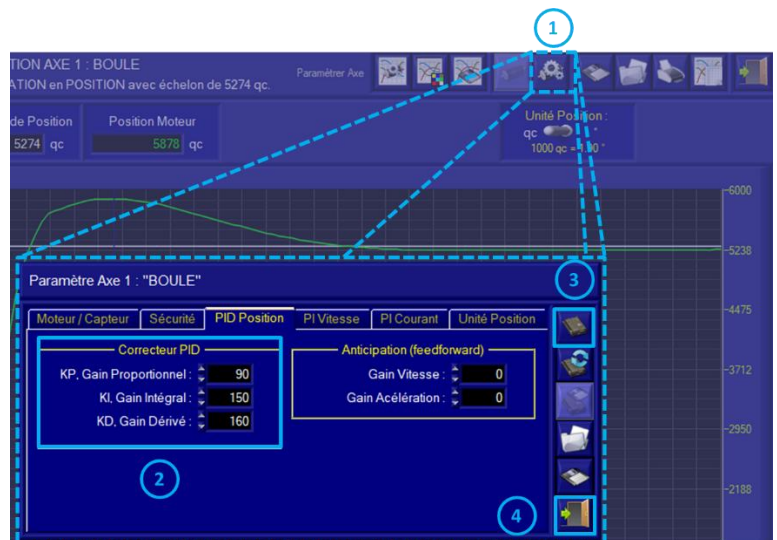 1
TION AXE 1 : BOULE
ATION en POSITION avec échelon de 5274 qc.
Paramètrer Axe
de Position
5274 qc
Position Moteur
5878 qc
Unité Position :
qc °
1000 qc = 1.00 °
6000
5238
4475
3712
2950
2188
Paramètre Axe 1 : "BOULE"
3
Moteur / Capteur
Sécurité
PID Position
PI Vitesse
PI Courant
Unité Position
Correcteur PID
KP, Gain Proportionnel : 90
KI, Gain Intégral : 150
KD, Gain Dérivé : 160
Anticipation (feedforward)
Gain Vitesse : 0
Gain Acélération : 0
2
4